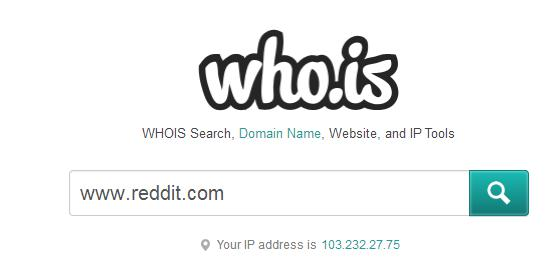 who.is
WHOIS Search, Domain Name, Website, and IP Tools
www.reddit.com
Your IP address is 103.232.27.75